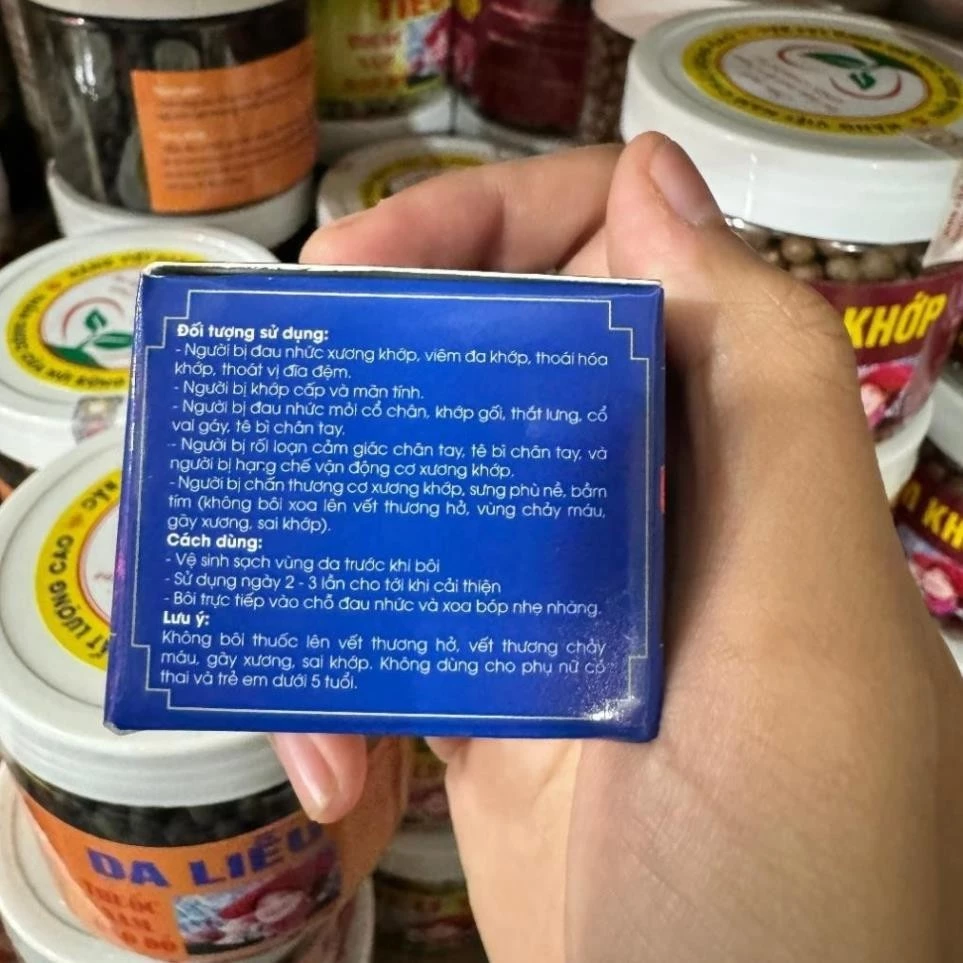 TIÊU
KHỚP
Đối tượng sử dụng:
- Người bị đau nhức xương khớp, viêm đa khớp, thoái hóa
khớp, thoát vị đĩa đệm.
- Người bị khớp cấp và mãn tính.
- Người bị đau nhức mỏi cổ chân, khớp gối, thắt lưng, cổ
vai gáy, tê bì chân tay.
- Người bị rối loạn cảm giác chân tay, tê bì chân tay, và
người bị hạng chế vận động cơ xương khớp.
- Người bị chấn thương cơ xương khớp, sưng phù nề, bầm
tím (không bôi xoa lên vết thương hở, vùng chảy máu,
gãy xương, sai khớp).
Cách dùng:
- Vệ sinh sạch vùng da trước khi bôi
- Sử dụng ngày 2 - 3 lần cho tới khi cải thiện
- Bôi trực tiếp vào chỗ đau nhức và xoa bóp nhẹ nhàng.
Lưu ý:
Không bôi thuốc lên vết thương hở, vết thương chảy
máu, gãy xương, sai khớp. Không dùng cho phụ nữ có
thai và trẻ em dưới 5 tuổi.
LƯỢNG CAO
KH
DA LIỄU